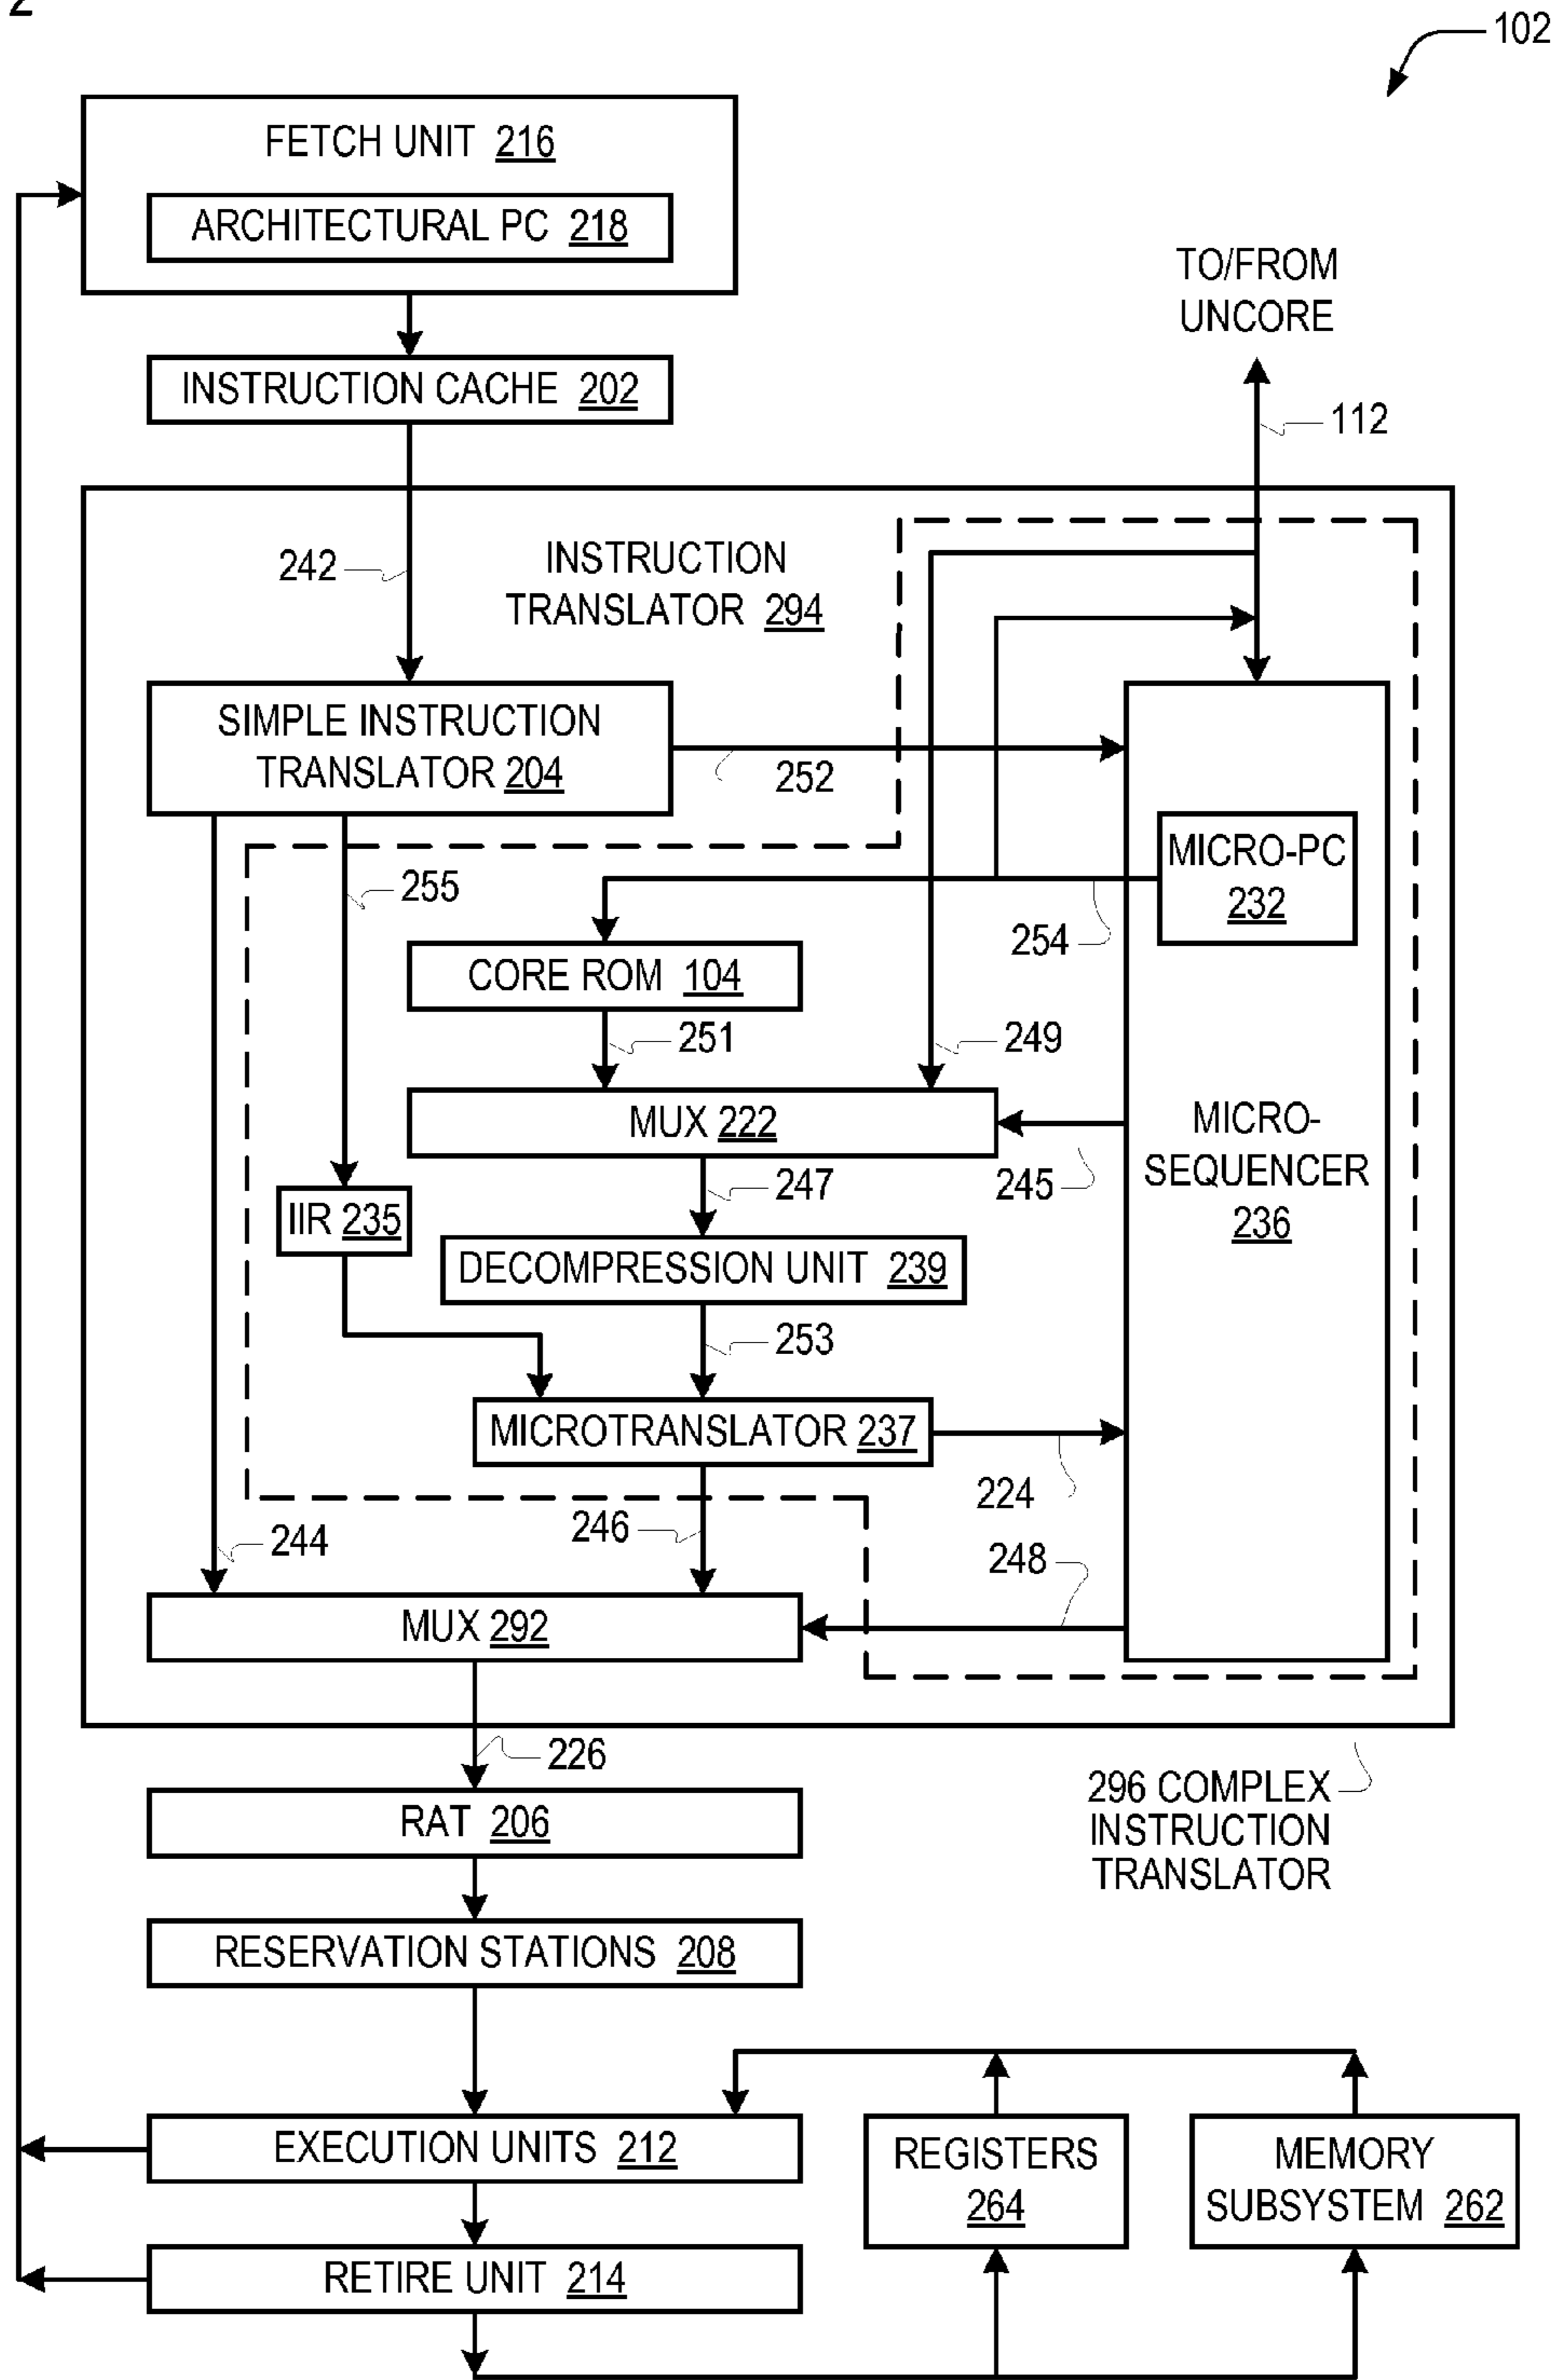 2
102
FETCH UNIT 216
ARCHITECTURAL PC 218
TO/FROM
UNCORE
INSTRUCTION CACHE 202
112
242
INSTRUCTION
TRANSLATOR 294
SIMPLE INSTRUCTION
TRANSLATOR 204
252
MICRO-PC
232
255
254
CORE ROM 104
251
249
MUX 222
MICRO-
SEQUENCER
236
245
247
IIR 235
DECOMPRESSION UNIT 239
253
MICROTRANSLATOR 237
224
246
244
248
MUX 292
226
296 COMPLEX
INSTRUCTION
TRANSLATOR
RAT 206
RESERVATION STATIONS 208
EXECUTION UNITS 212
REGISTERS
264
MEMORY
SUBSYSTEM 262
RETIRE UNIT 214